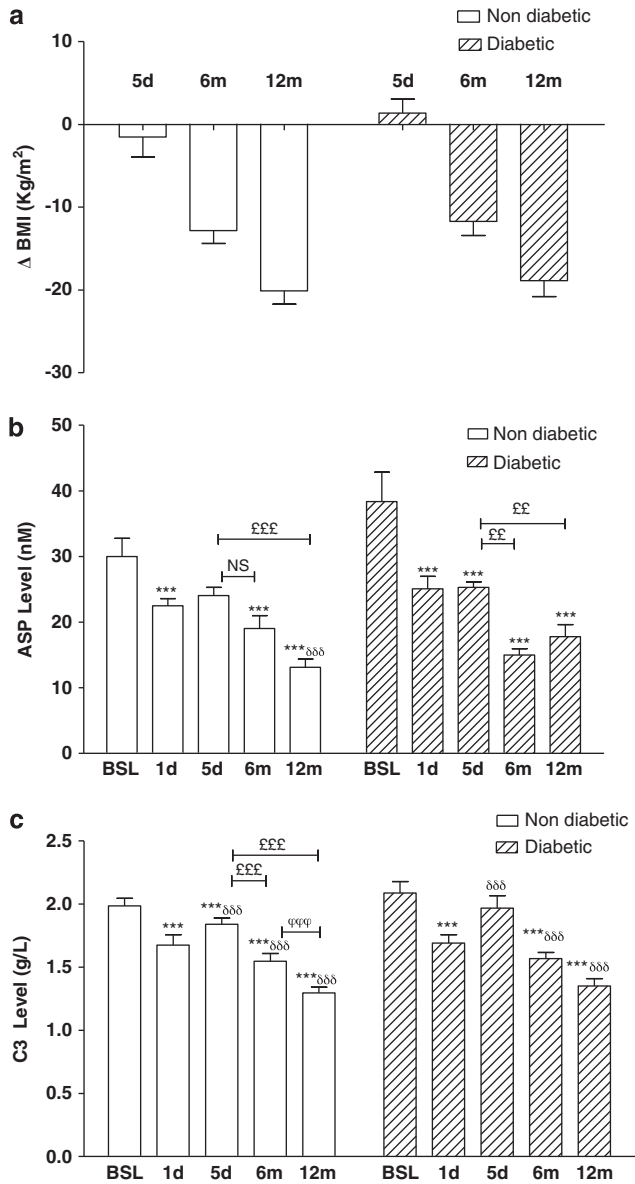 a
Non diabetic
Diabetic
10
5d 6m 12m 5d 6m 12m
0
-10
-20
-30
Δ BMI (Kg/m²)
b
Non diabetic
Diabetic
50
40
30
20
10
0
ASP Level (nM)
£££
NS
££
££
***
***
***δδδ
***
***
***
***
BSL 1d 5d 6m 12m BSL 1d 5d 6m 12m
c
Non diabetic
Diabetic
2.5
2.0
1.5
1.0
0.5
0.0
C3 Level (g/L)
£££
£££
φφφ
***
***δδδ
***δδδ
***δδδ
***
δδδ
***δδδ
***δδδ
BSL 1d 5d 6m 12m BSL 1d 5d 6m 12m